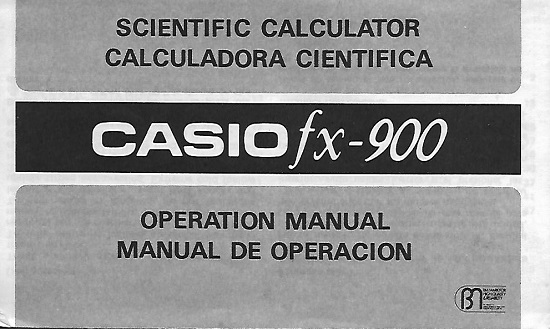 SCIENTIFIC CALCULATOR
CALCULADORA CIENTIFICA
CASIO fx-900
OPERATION MANUAL
MANUAL DE OPERACION